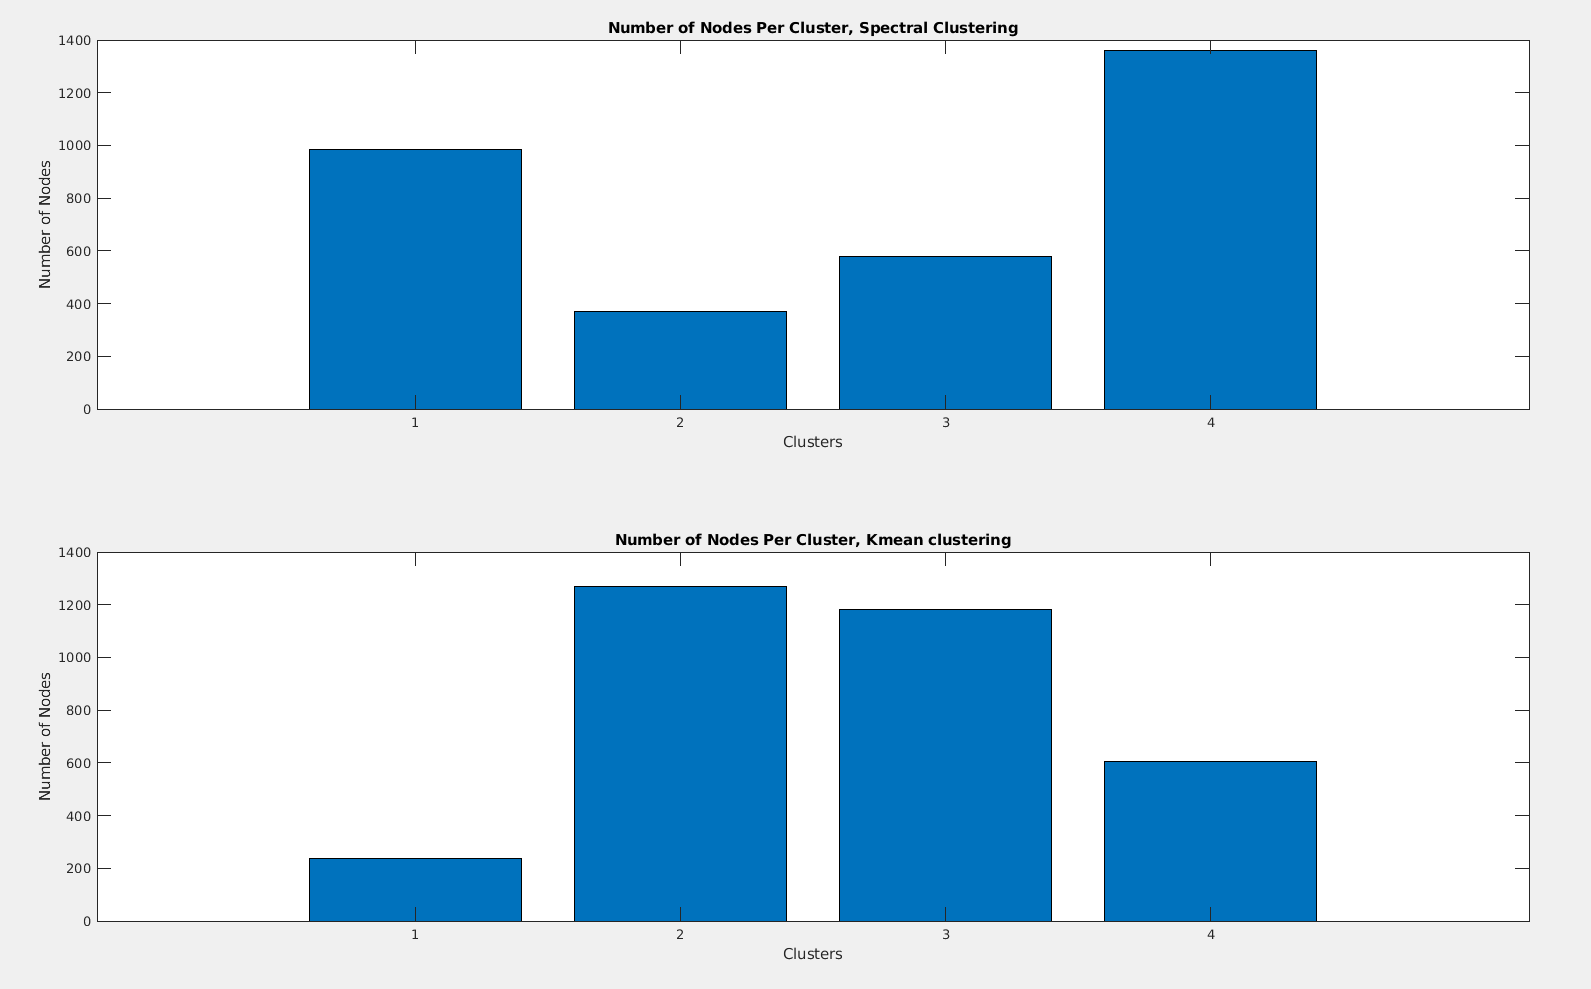 Number of Nodes Per Cluster, Spectral Clustering
1400
1200
1000
800
600
400
200
0
Number of Nodes
1 2 3 4
Clusters
Number of Nodes Per Cluster, Kmean clustering
1400
1200
1000
800
600
400
200
0
Number of Nodes
1 2 3 4
Clusters